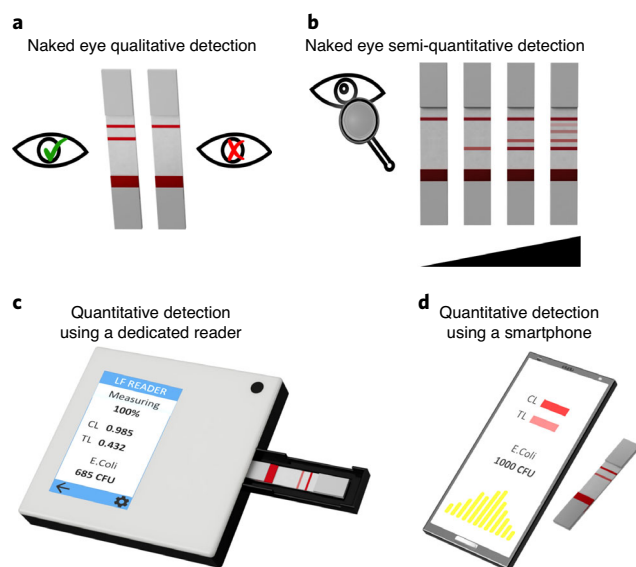 a
Naked eye qualitative detection
b
Naked eye semi-quantitative detection
c
Quantitative detection
using a dedicated reader
LF READER
Measuring
100%
CL 0.985
TL 0.432
E.Coli
685 CFU
d
Quantitative detection
using a smartphone
CL
TL
E.Coli
1000 CFU